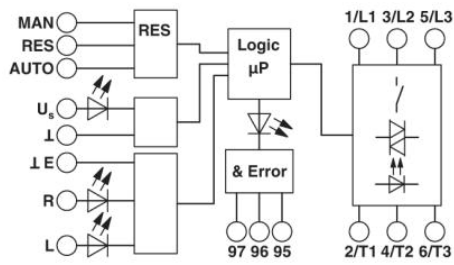 MAN
RES
AUTO
RES
Us
⊥
⊥ E
R
L
Logic
μP
& Error
97 96 95
1/L1 3/L2 5/L3
2/T1 4/T2 6/T3